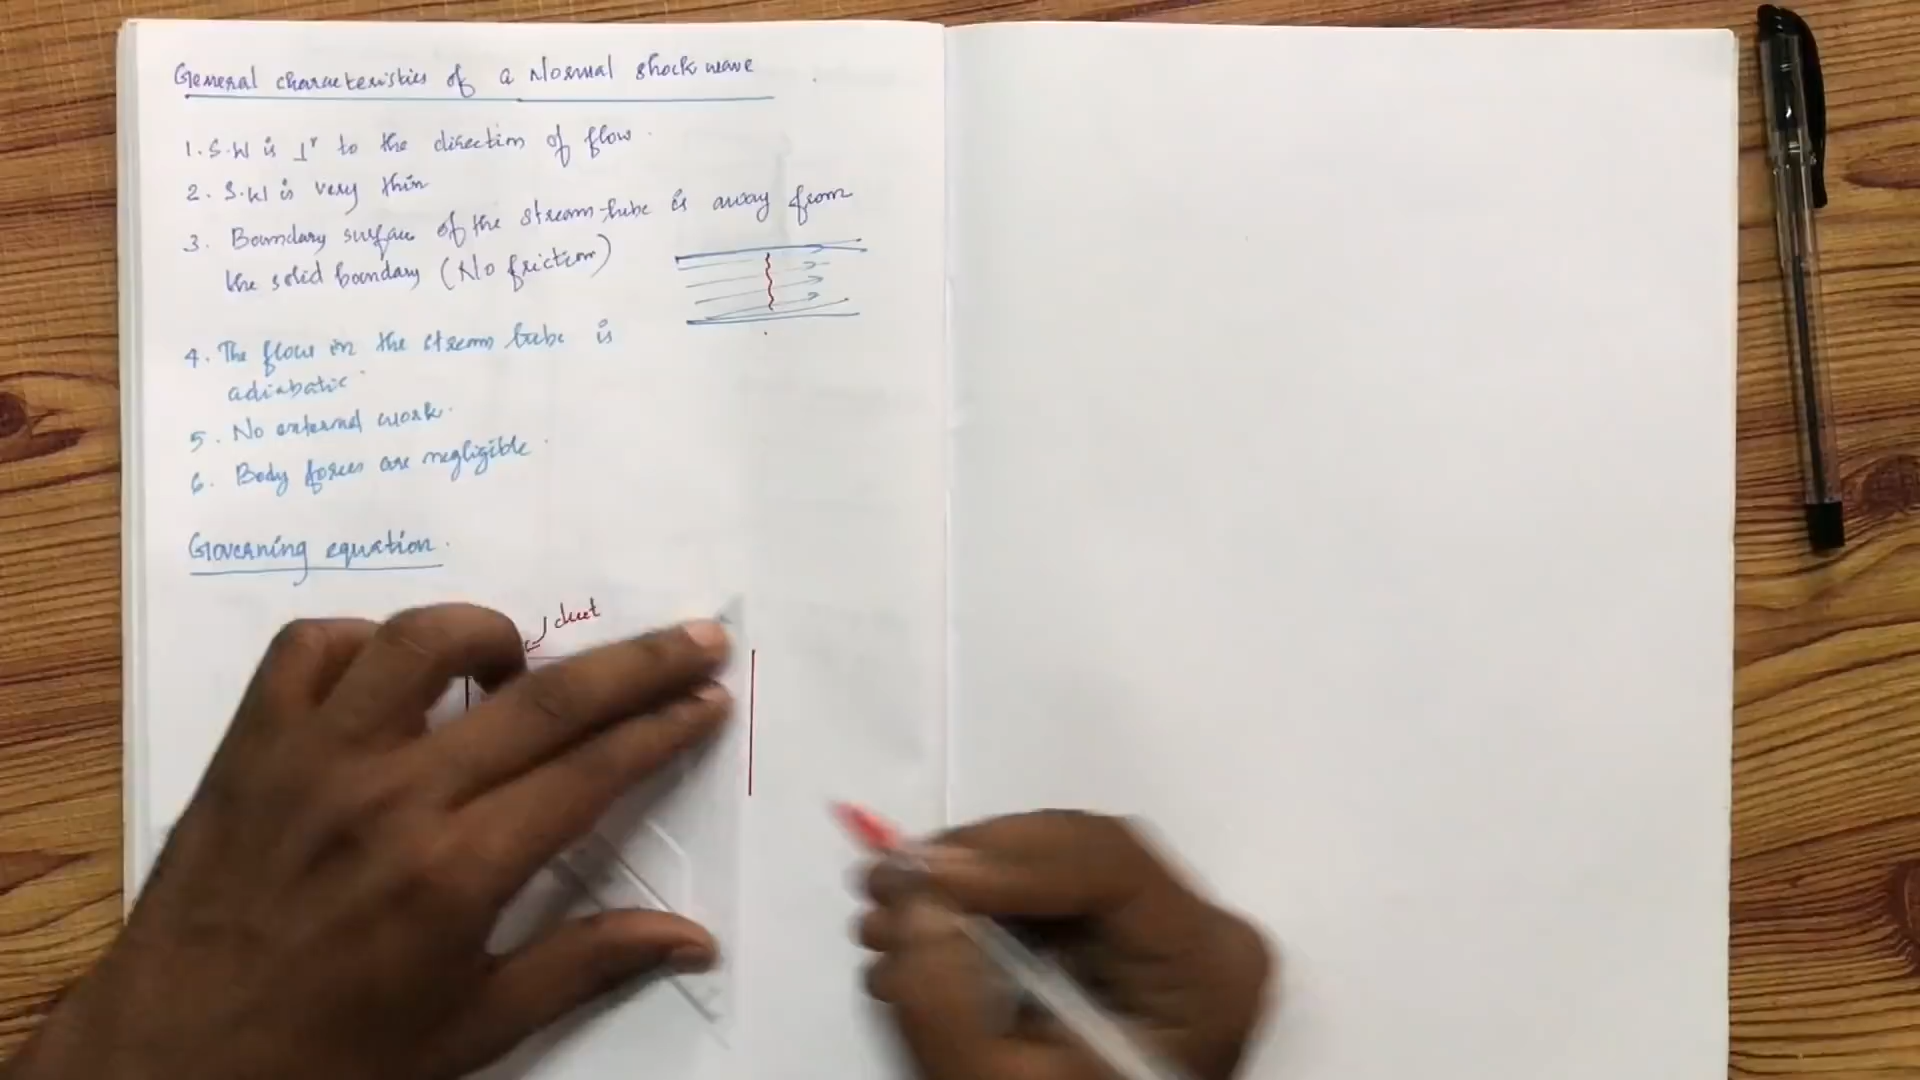 General characteristics of a Normal shock wave
1. S.W is ⊥r to the direction of flow.
2. S.W is very thin
3. Boundary surface of the stream-tube is away from
the solid boundary (No friction)
4. The flow in the stream tube is
adiabatic
5. No external work.
6. Body forces are negligible.
Governing equation.
duct